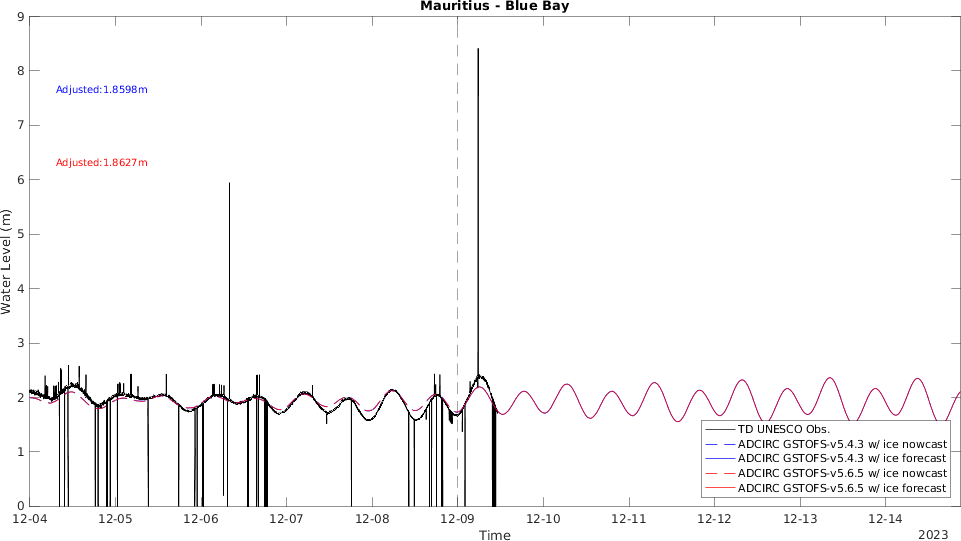 Mauritius - Blue Bay
9
8
7
6
5
4
3
2
1
0
Water Level (m)
Adjusted:1.8598m
Adjusted:1.8627m
TD UNESCO Obs.
ADCIRC GSTOFS-v5.4.3 w/ ice nowcast
ADCIRC GSTOFS-v5.4.3 w/ ice forecast
ADCIRC GSTOFS-v5.6.5 w/ ice nowcast
ADCIRC GSTOFS-v5.6.5 w/ ice forecast
12-04 12-05 12-06 12-07 12-08 12-09 12-10 12-11 12-12 12-13 12-14
Time
2023